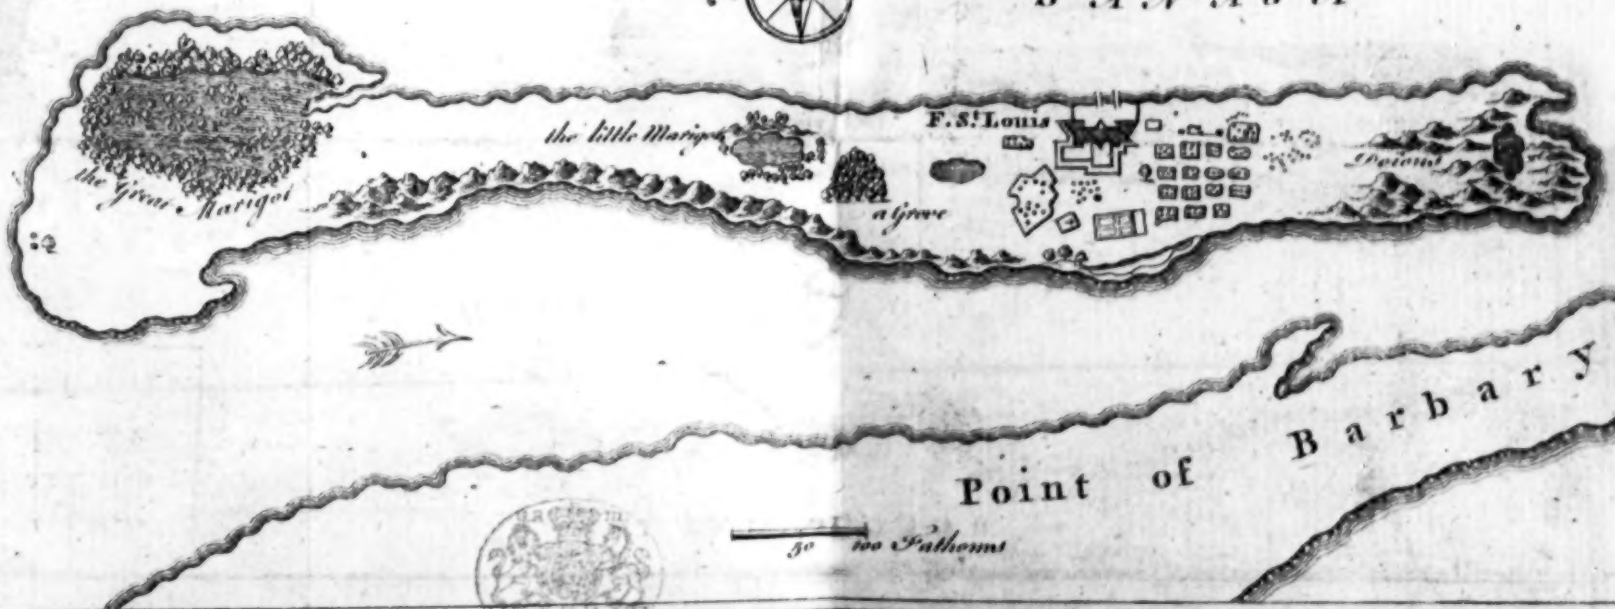 F. St. Louis
the little Marigot
the Great Marigot
a Grove
Point of Barbary
50 100 Fathoms